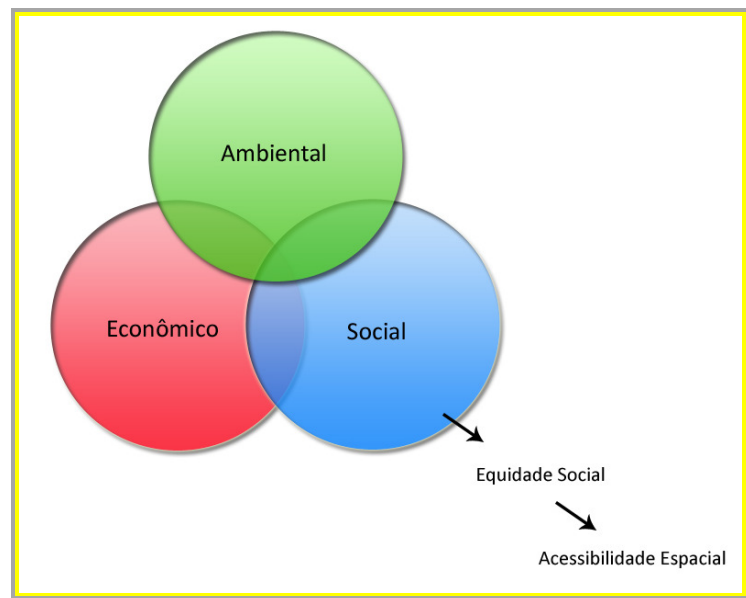 Ambiental
Econômico
Social
Equidade Social
Acessibilidade Espacial